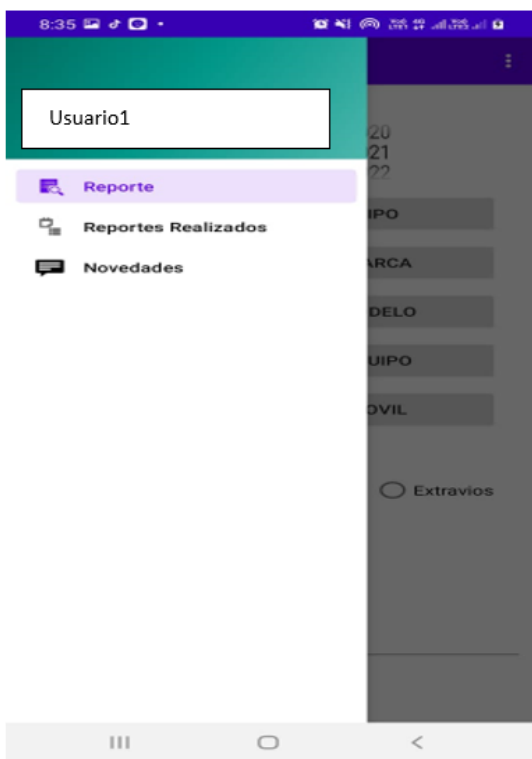 8:35
Usuario1
20
21
22
Reporte
IPO
Reportes Realizados
ARCA
Novedades
DELO
UIPO
OVIL
Extravios